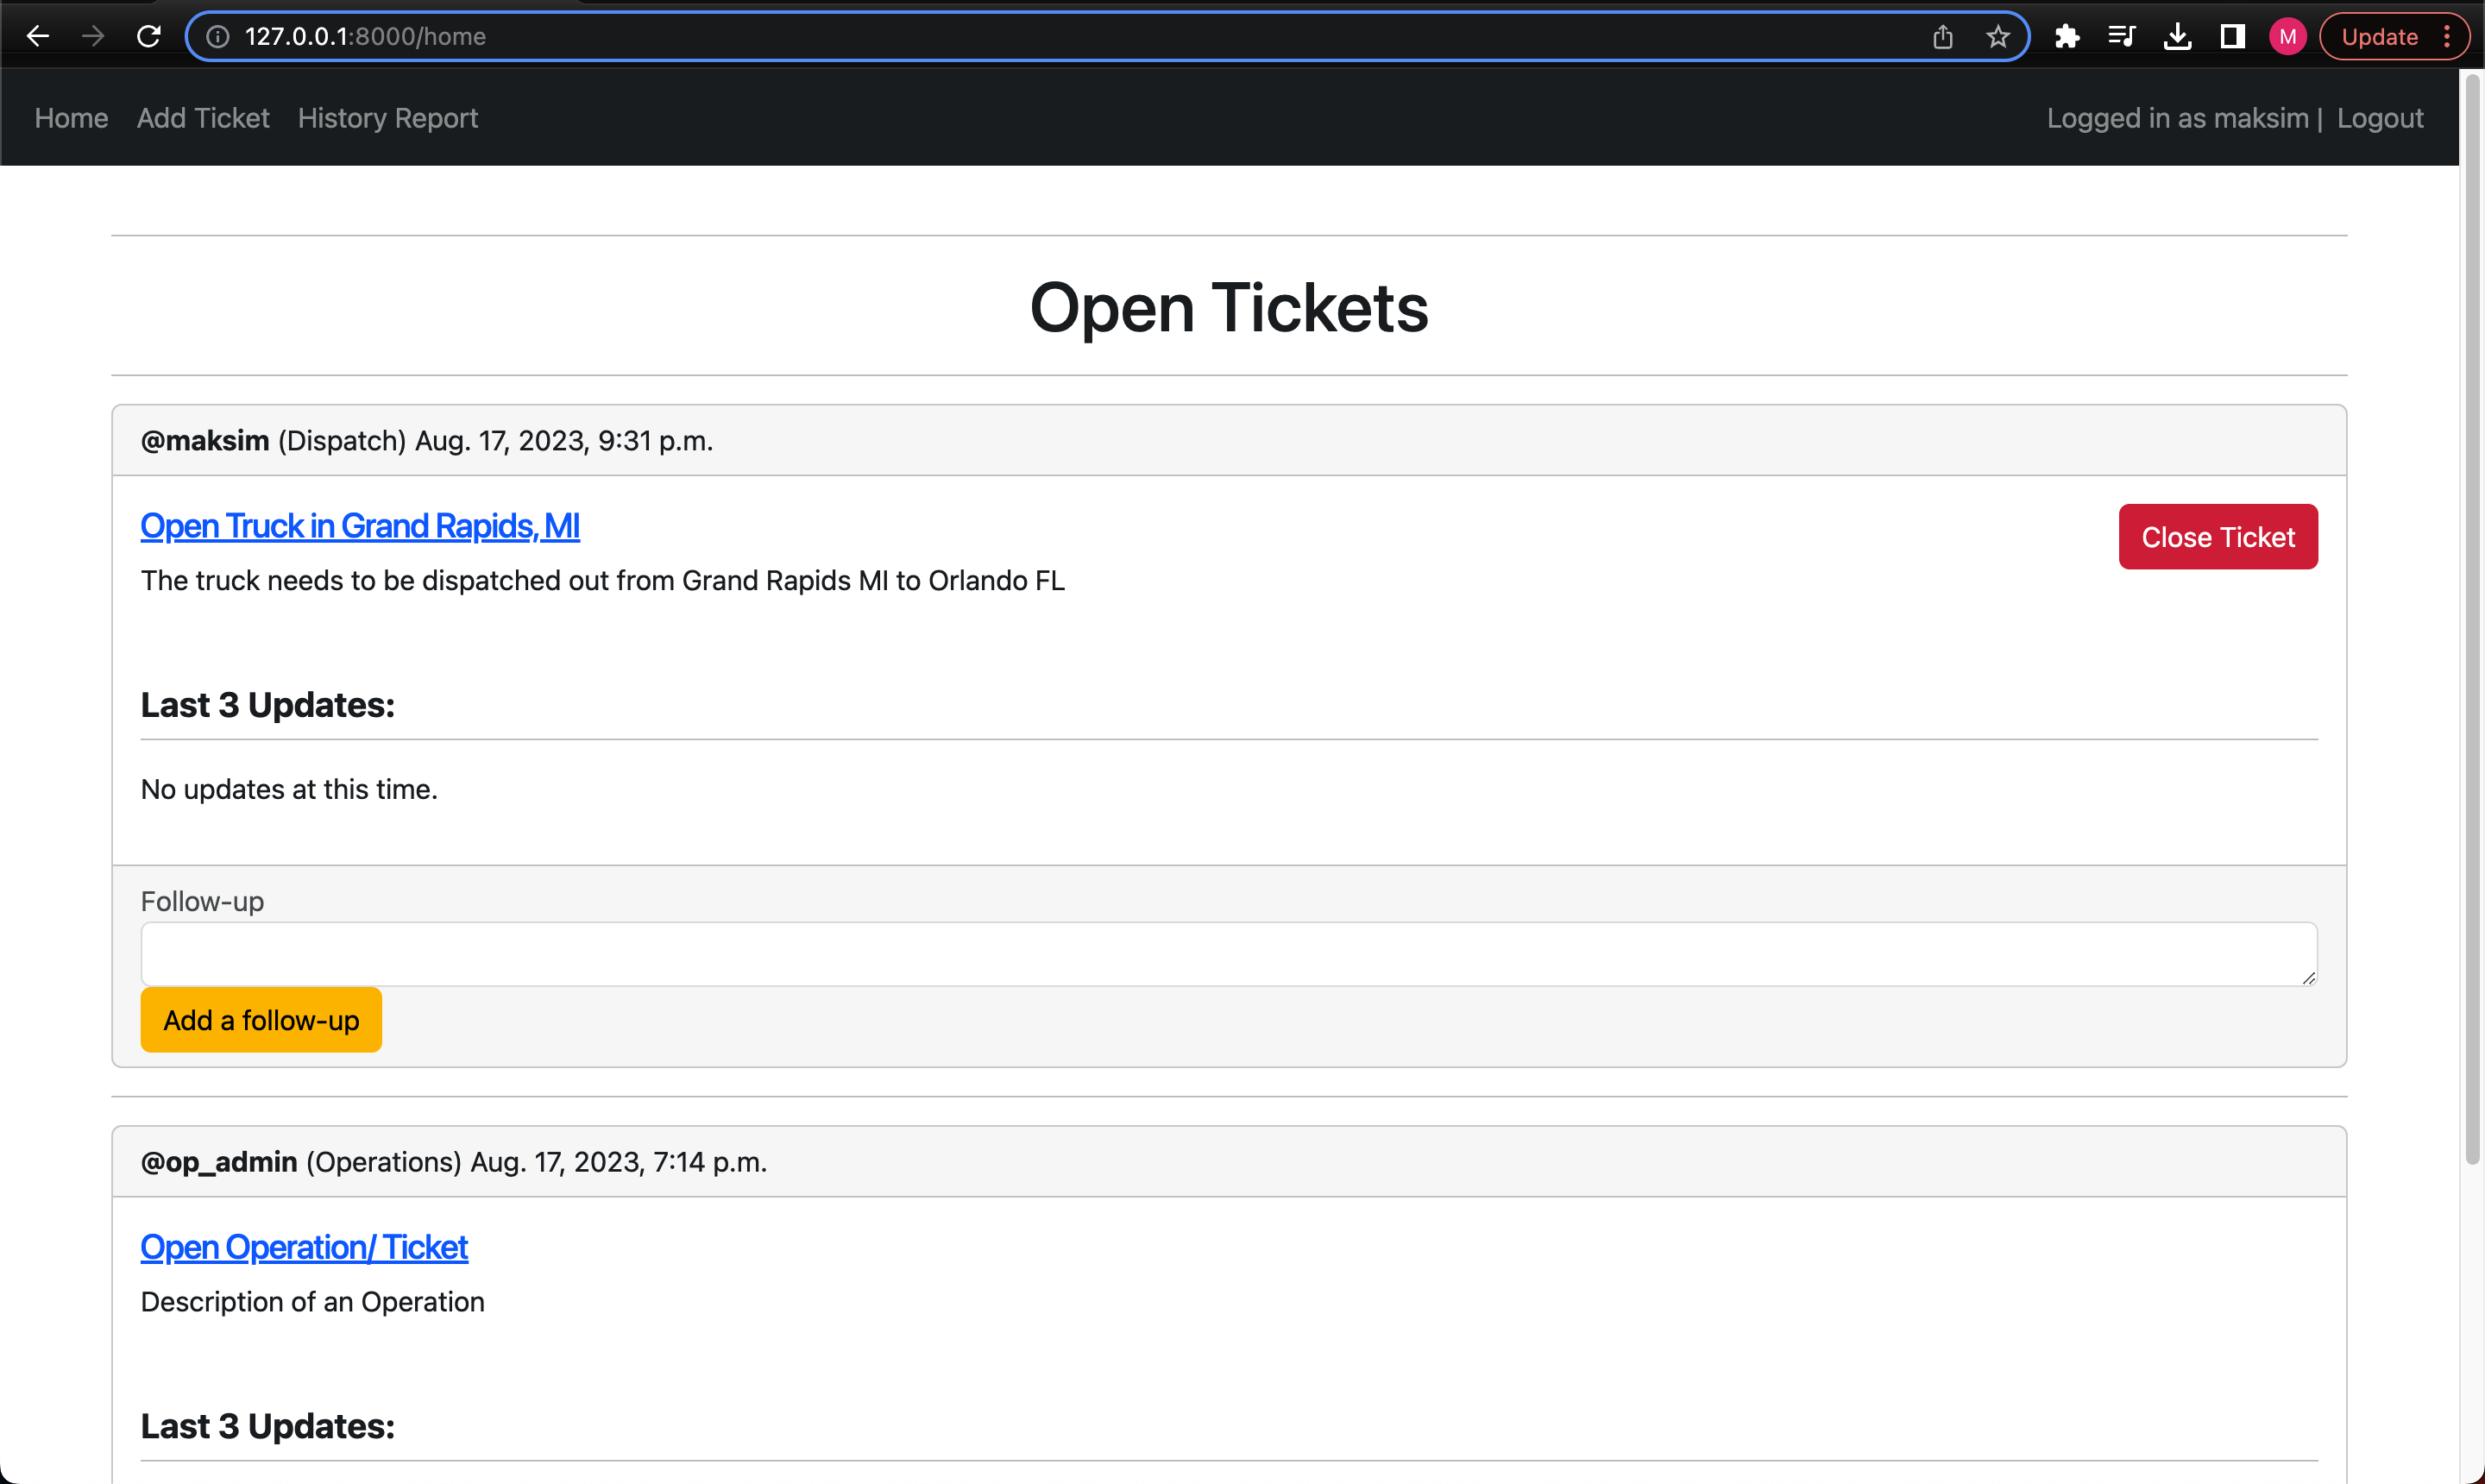 127.0.0.1:8000/home
M
Update
Home Add Ticket History Report
Logged in as maksim | Logout
Open Tickets
@maksim (Dispatch) Aug. 17, 2023, 9:31 p.m.
Open Truck in Grand Rapids, MI
Close Ticket
The truck needs to be dispatched out from Grand Rapids MI to Orlando FL
Last 3 Updates:
No updates at this time.
Follow-up
Add a follow-up
@op_admin (Operations) Aug. 17, 2023, 7:14 p.m.
Open Operation/ Ticket
Description of an Operation
Last 3 Updates: